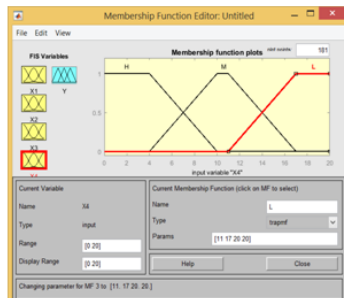 Membership Function Editor: Untitled
File Edit View
FIS Variables
Membership function plots
plot points:
181
X1
Y
X2
X3
H
M
L
1
0.5
0
0 2 4 6 8 10 12 14 16 18 20
input variable "X4"
Current Variable
Name X4
Type input
Range [0 20]
Display Range [0 20]
Current Membership Function (click on MF to select)
Name L
Type trapmf
Params [11 17 20 20]
Help
Close
Changing parameter for MF 3 to [11. 17 20. 20.]